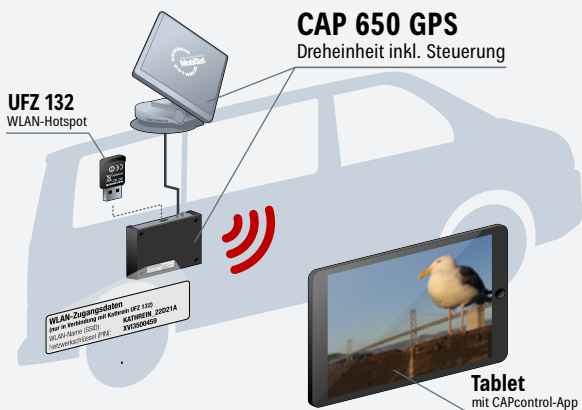 CAP 650 GPS
Dreheinheit inkl. Steuerung
MobiSet
UFZ 132
WLAN-Hotspot
WLAN-Zugangsdaten
(nur in Verbindung mit Kathrein UFZ 132)
WLAN-Name (SSID): KATHREIN_22D21A
Netzwerkschlüssel (PIN): XVI3500459
Tablet
mit CAPcontrol-App